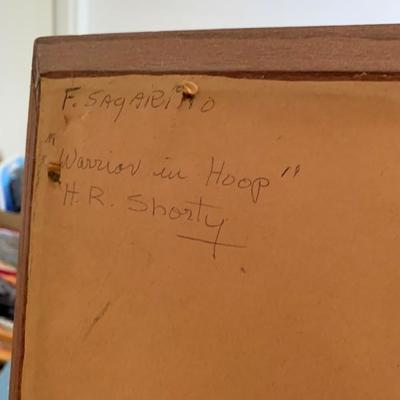 F. SAGARINO
"Warrior in Hoop"
H. R. Shorty